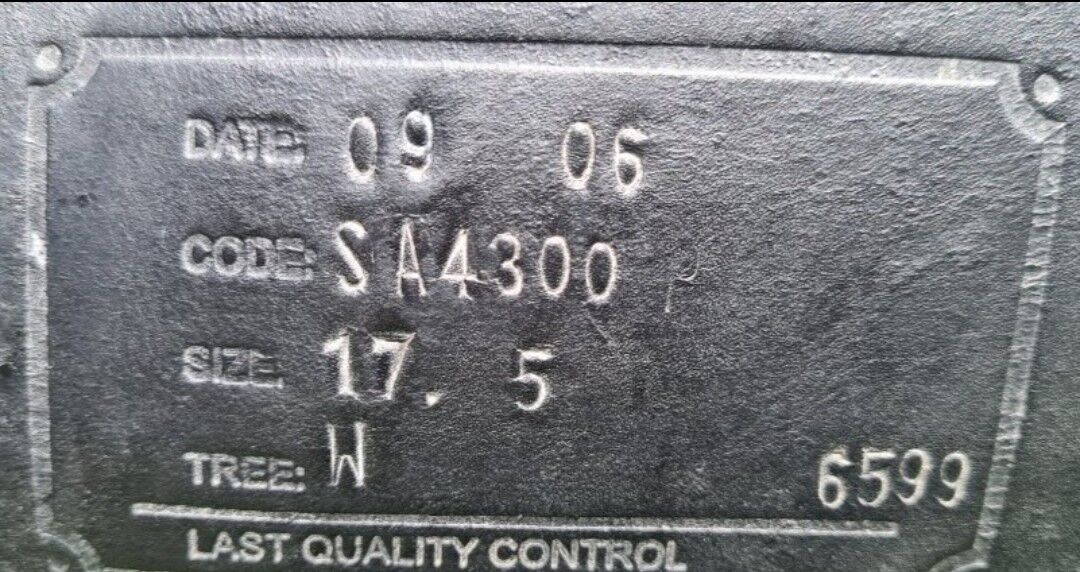 DATE: 09 06
CODE: SA4300
SIZE: 17.5
TREE: W
6599
LAST QUALITY CONTROL